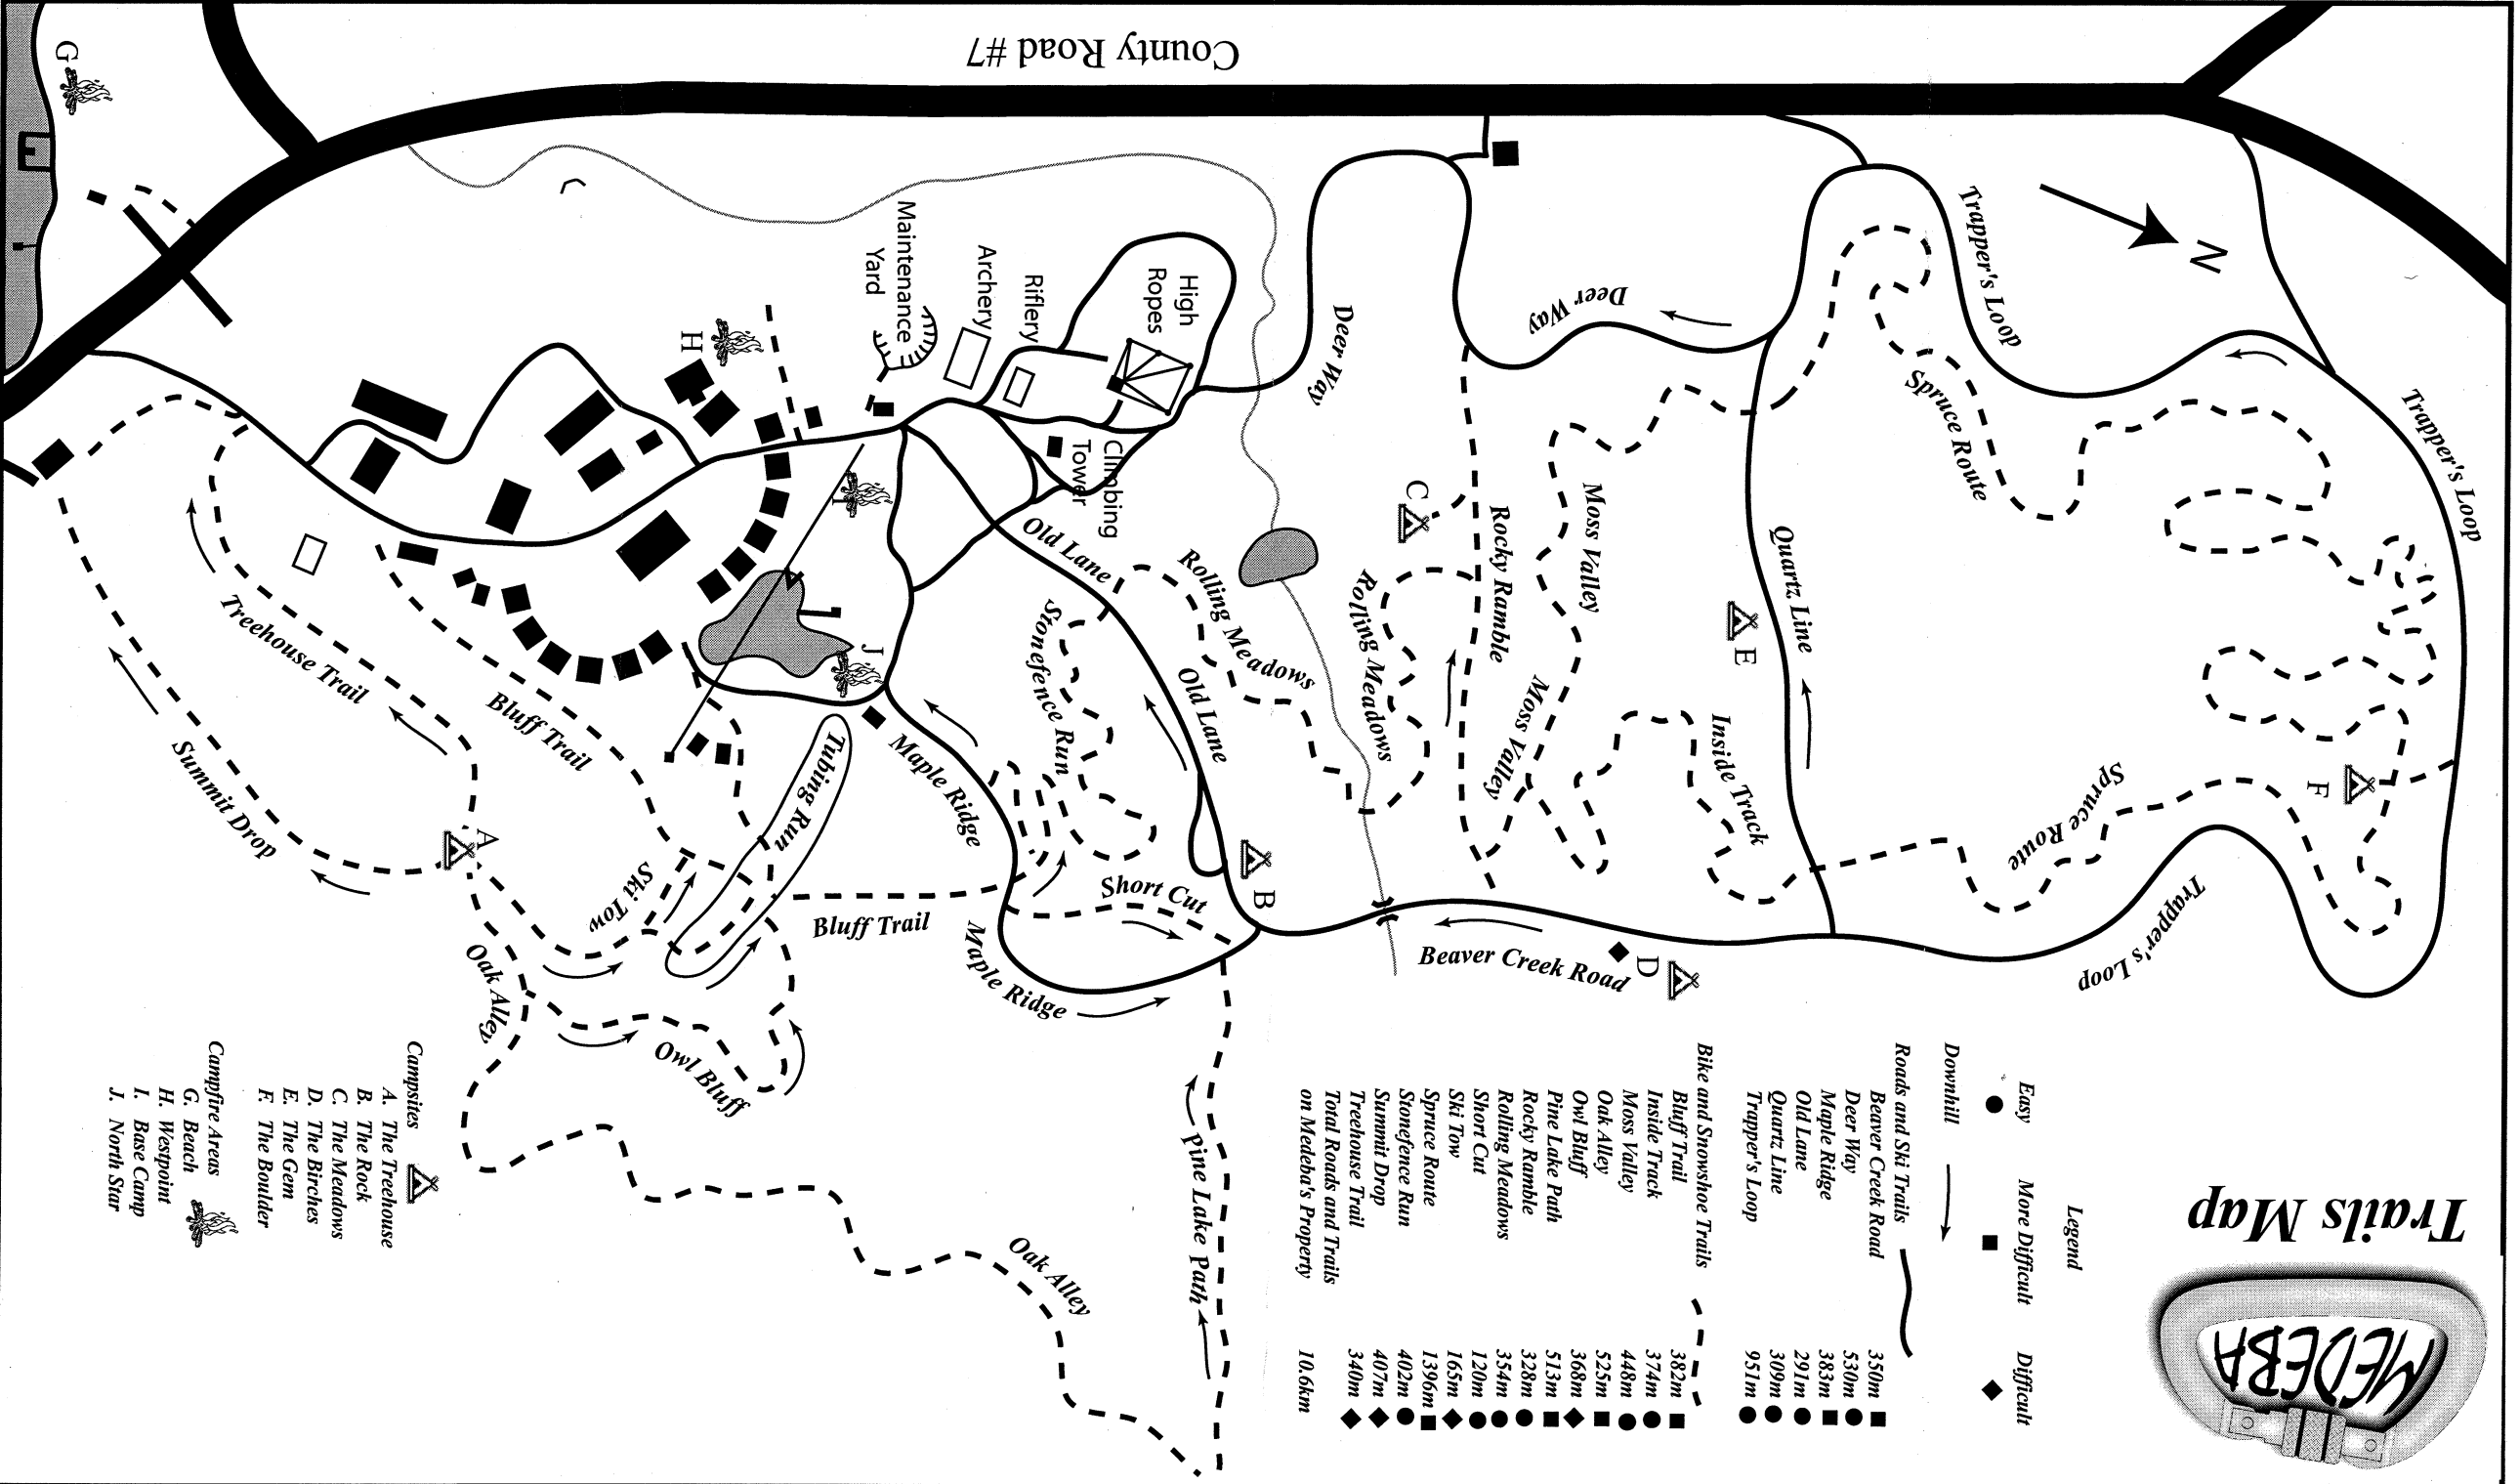 Trails Map
MEDEBA
County Road #7
N
Legend
Easy
More Difficult
Difficult
Downhill
Roads and Ski Trails
Beaver Creek Road 350m
Deer Way 530m
Maple Ridge 383m
Old Lane 291m
Quartz Line 309m
Trapper's Loop 951m
Bike and Snowshoe Trails
Bluff Trail 382m
Inside Track 374m
Moss Valley 448m
Oak Alley 525m
Owl Bluff 368m
Pine Lake Path 513m
Rocky Ramble 328m
Rolling Meadows 354m
Short Cut 120m
Ski Tow 165m
Spruce Route 1396m
Stonefence Run 402m
Summit Drop 407m
Treehouse Trail 340m
Total Roads and Trails
on Medeba's Property 10.6km
Campsites
A. The Treehouse
B. The Rock
C. The Meadows
D. The Birches
E. The Gem
F. The Boulder
Campfire Areas
G. Beach
H. Westpoint
I. Base Camp
J. North Star
Trapper's Loop
Trapper's Loop
Trapper's Loop
Spruce Route
Spruce Route
Quartz Line
Inside Track
Moss Valley
Moss Valley
Rocky Ramble
Rolling Meadows
Rolling Meadows
Deer Way
Deer Way
Beaver Creek Road
Old Lane
Old Lane
Stonefence Run
Short Cut
Maple Ridge
Maple Ridge
Bluff Trail
Bluff Trail
Tubing Run
Ski Tow
Owl Bluff
Oak Alley
Oak Alley
Pine Lake Path
Summit Drop
Treehouse Trail
High
Ropes
Climbing
Tower
Riflery
Archery
Maintenance
Yard
A
B
C
D
E
F
G
H
I
J